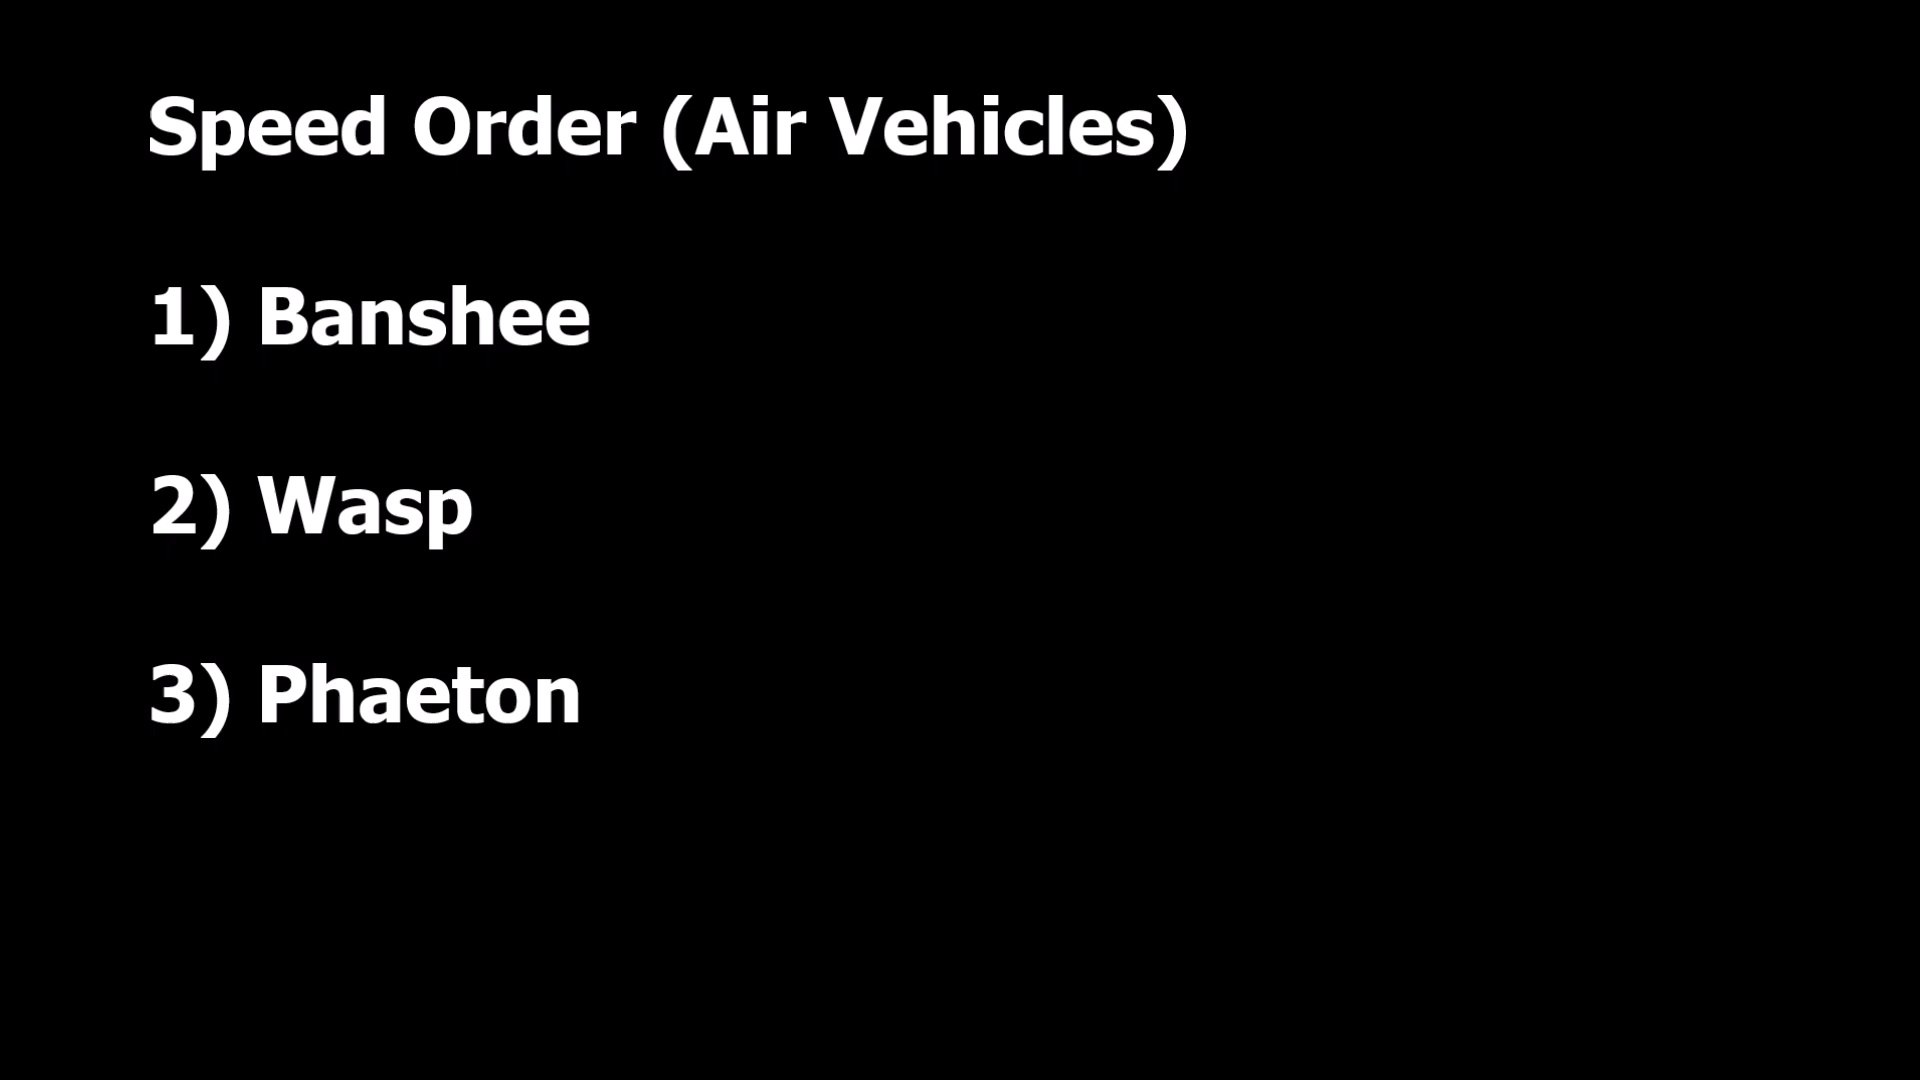 Speed Order (Air Vehicles)
1) Banshee
2) Wasp
3) Phaeton